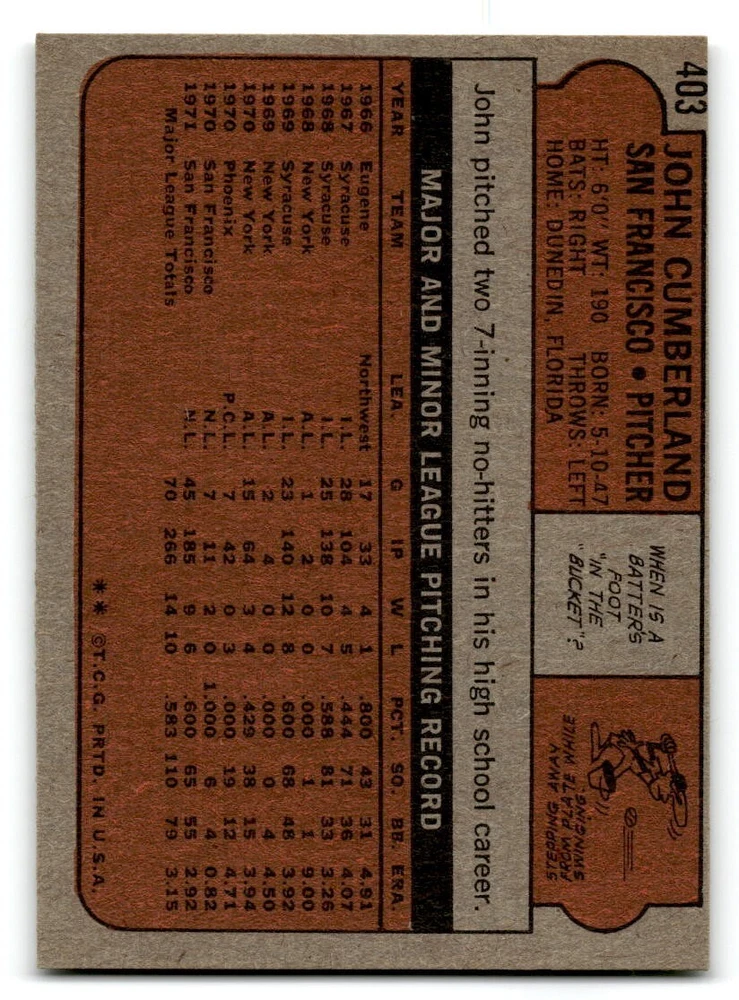 403
JOHN CUMBERLAND
SAN FRANCISCO • PITCHER
HT: 6'0" WT: 190 BORN: 5-10-47
BATS: RIGHT THROWS: LEFT
HOME: DUNEDIN, FLORIDA
WHEN IS A
BATTER'S
FOOT
"IN THE
BUCKET"?
STEPPING AWAY
FROM PLATE WHILE
SWINGING.
John pitched two 7-inning no-hitters in his high school career.
MAJOR AND MINOR LEAGUE PITCHING RECORD
YEAR TEAM LEA. G IP W L PCT. SO. BB. ERA.
1966 Eugene Northwest 17 33 4 1 .800 43 31 4.91
1967 Syracuse I.L. 28 104 4 5 .444 71 36 4.07
1968 Syracuse I.L. 25 138 10 7 .588 81 33 3.26
1968 New York A.L. 1 2 0 0 .000 1 1 9.00
1969 Syracuse I.L. 23 140 12 8 .600 68 48 3.92
1969 New York A.L. 2 4 0 0 .000 0 4 4.50
1970 New York A.L. 15 64 3 4 .429 38 15 3.94
1970 Phoenix P.C.L. 7 42 0 3 .000 19 12 4.71
1970 San Francisco N.L. 7 11 2 0 1.000 6 4 0.82
1971 San Francisco N.L. 45 185 9 6 .600 65 55 2.92
Major League Totals 70 266 14 10 .583 110 79 3.15
** ©T.C.G. PRTD. IN U.S.A.